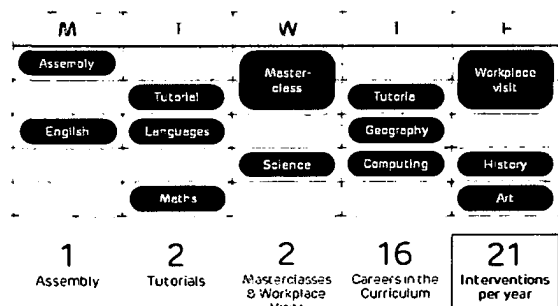 M T W T F
Assembly
Master-
class
Workplace
visit
Tutorial
Tutoria
English
Languages
Geography
Science
Computing
History
Maths
Art
1
Assembly
2
Tutorials
2
Masterclasses
& Workplace
16
Careers in the
Curriculum
21
Interventions
per year